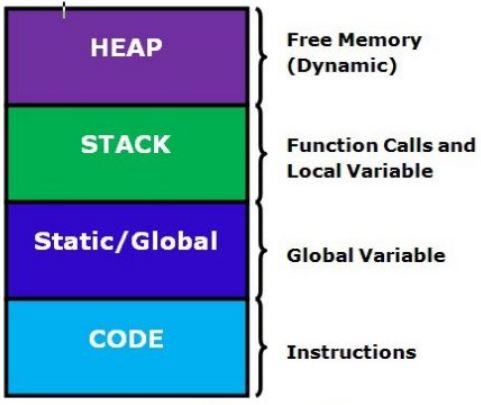 HEAP
Free Memory
(Dynamic)
STACK
Function Calls and
Local Variable
Static/Global
Global Variable
CODE
Instructions